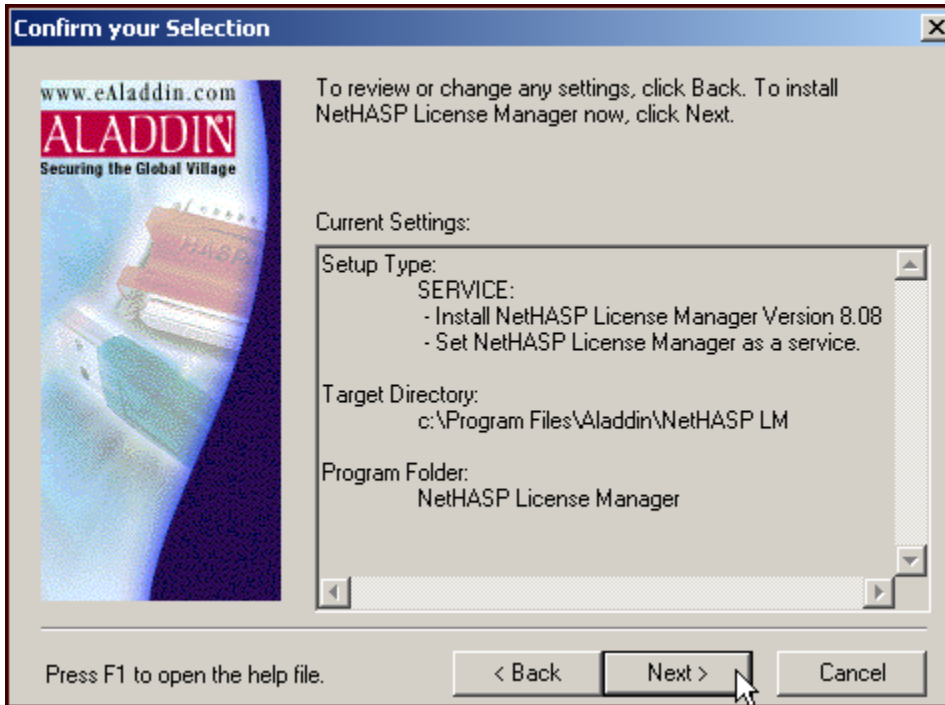 Confirm your Selection
www.eAladdin.com
ALADDIN
Securing the Global Village
HASP
To review or change any settings, click Back. To install
NetHASP License Manager now, click Next.
Current Settings:
Setup Type:
SERVICE:
- Install NetHASP License Manager Version 8.08
- Set NetHASP License Manager as a service.
Target Directory:
c:\Program Files\Aladdin\NetHASP LM
Program Folder:
NetHASP License Manager
Press F1 to open the help file.
< Back
Next >
Cancel